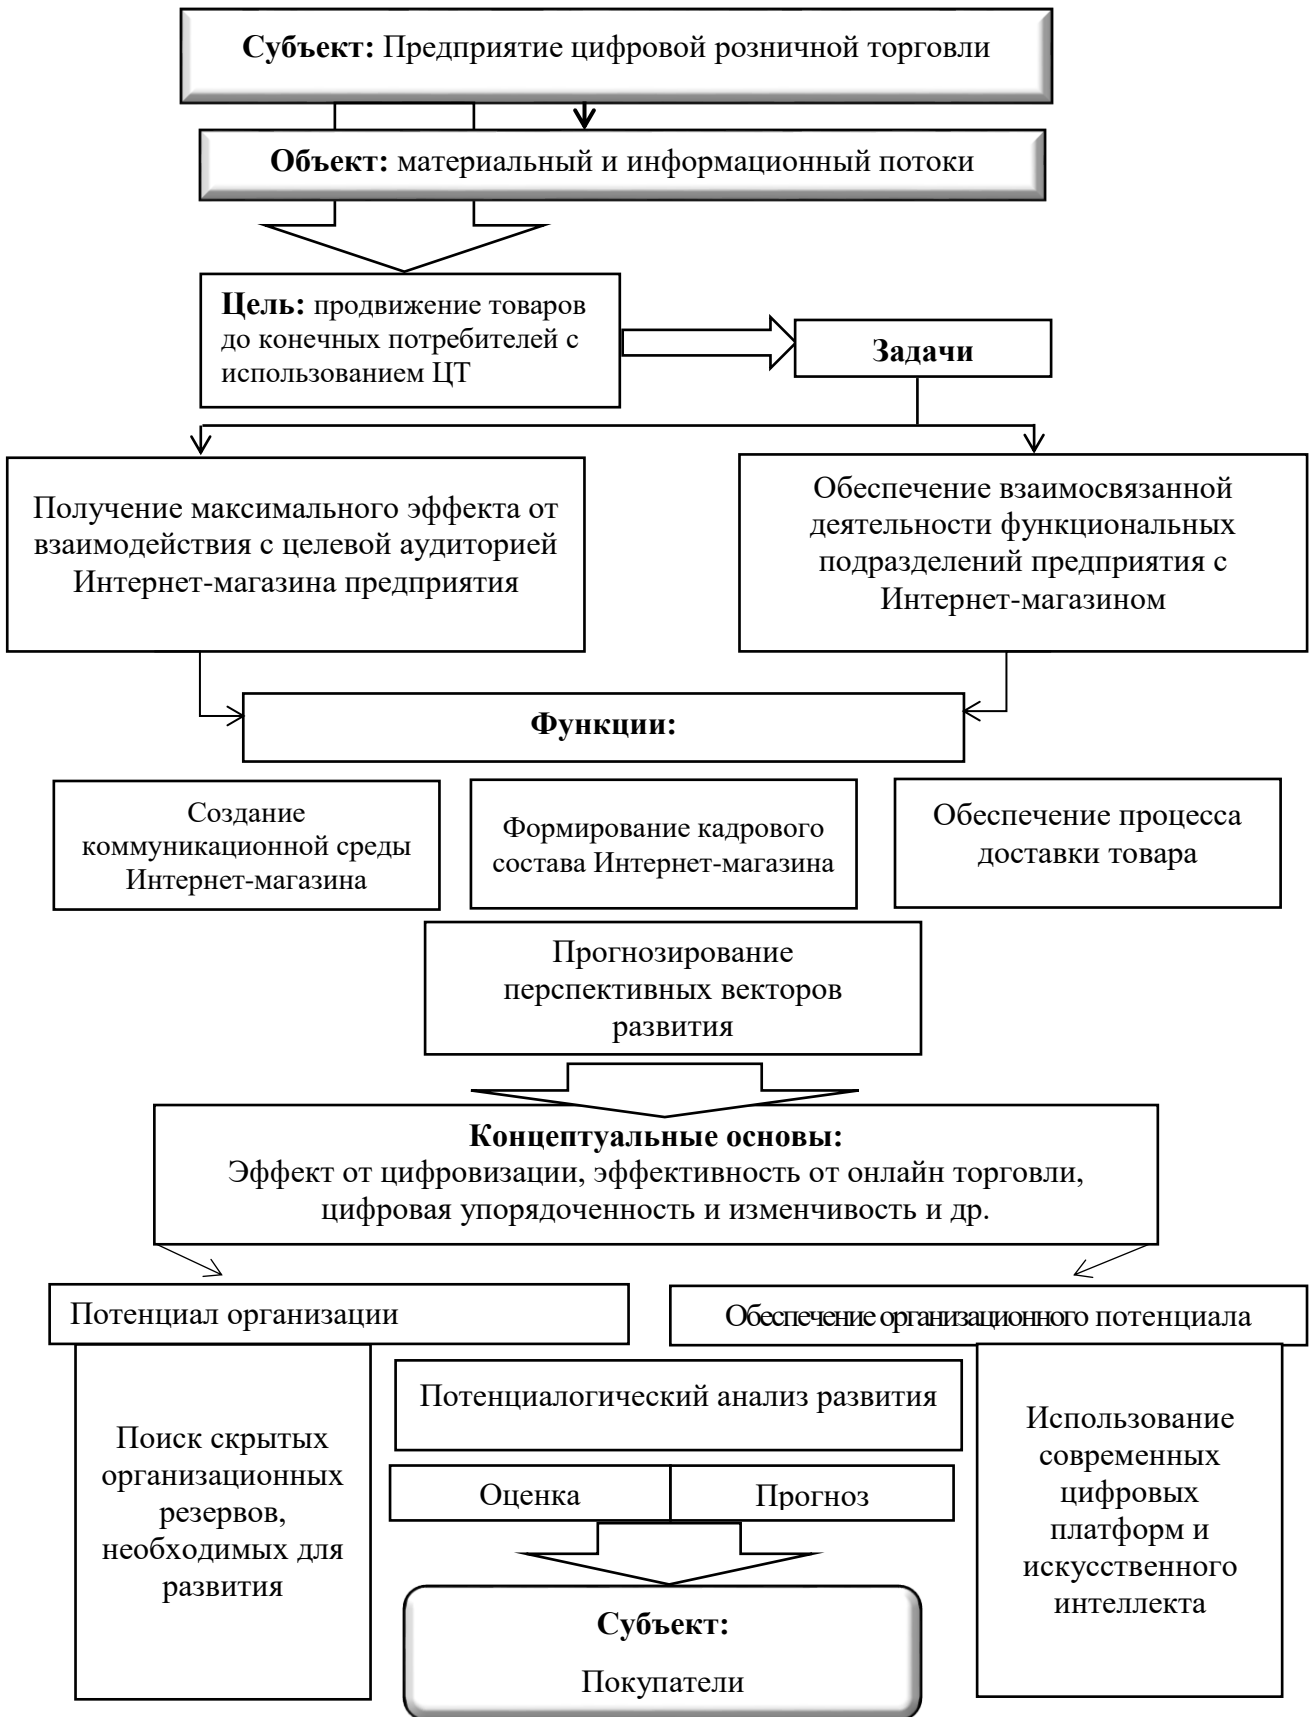 Субъект: Предприятие цифровой розничной торговли
Объект: материальный и информационный потоки
Цель: продвижение товаров
до конечных потребителей с
использованием ЦТ
Задачи
Получение максимального эффекта от
взаимодействия с целевой аудиторией
Интернет-магазина предприятия
Обеспечение взаимосвязанной
деятельности функциональных
подразделений предприятия с
Интернет-магазином
Функции:
Создание
коммуникационной среды
Интернет-магазина
Формирование кадрового
состава Интернет-магазина
Обеспечение процесса
доставки товара
Прогнозирование
перспективных векторов
развития
Концептуальные основы:
Эффект от цифровизации, эффективность от онлайн торговли,
цифровая упорядоченность и изменчивость и др.
Потенциал организации
Обеспечение организационного потенциала
Поиск скрытых
организационных
резервов,
необходимых для
развития
Потенциалогический анализ развития
Оценка
Прогноз
Использование
современных
цифровых
платформ и
искусственного
интеллекта
Субъект:
Покупатели